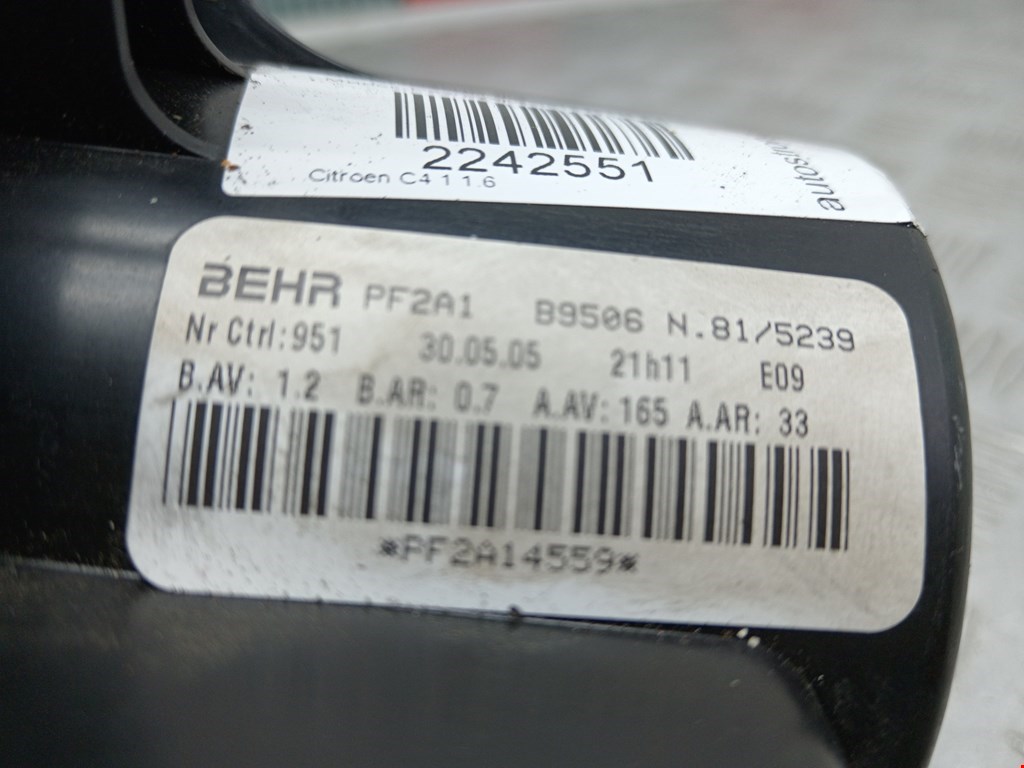 2242551
Citroen C4 1 1.6
BEHR PF2A1 B9506 N.81/5239
Nr Ctrl:951 30.05.05 21h11 E09
B.AV: 1.2 B.AR: 0.7 A.AV: 165 A.AR: 33
*PF2A14559*